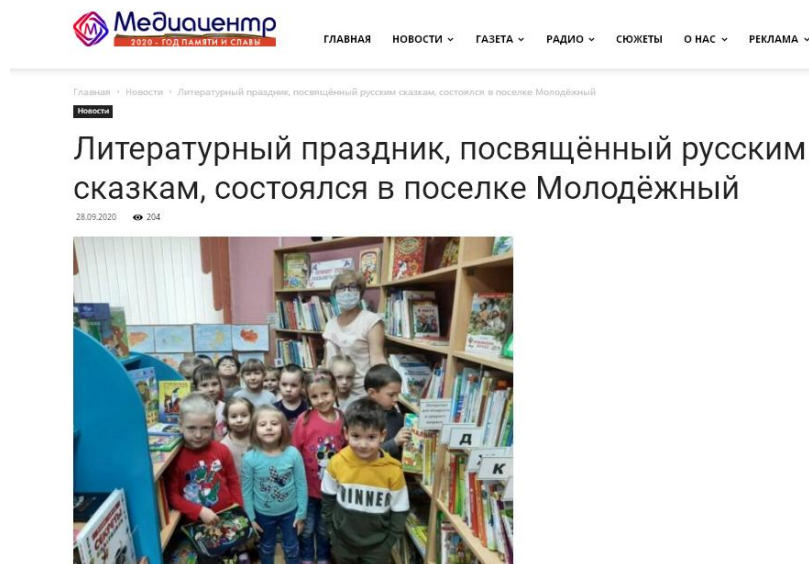 Медиацентр
2020 - ГОД ПАМЯТИ И СЛАВЫ
ГЛАВНАЯ НОВОСТИ ГАЗЕТА РАДИО СЮЖЕТЫ О НАС РЕКЛАМА
Главная › Новости › Литературный праздник, посвящённый русским сказкам, состоялся в поселке Молодёжный
Новости
Литературный праздник, посвящённый русским
сказкам, состоялся в поселке Молодёжный
28.09.2020 204
WINNER
Д
К